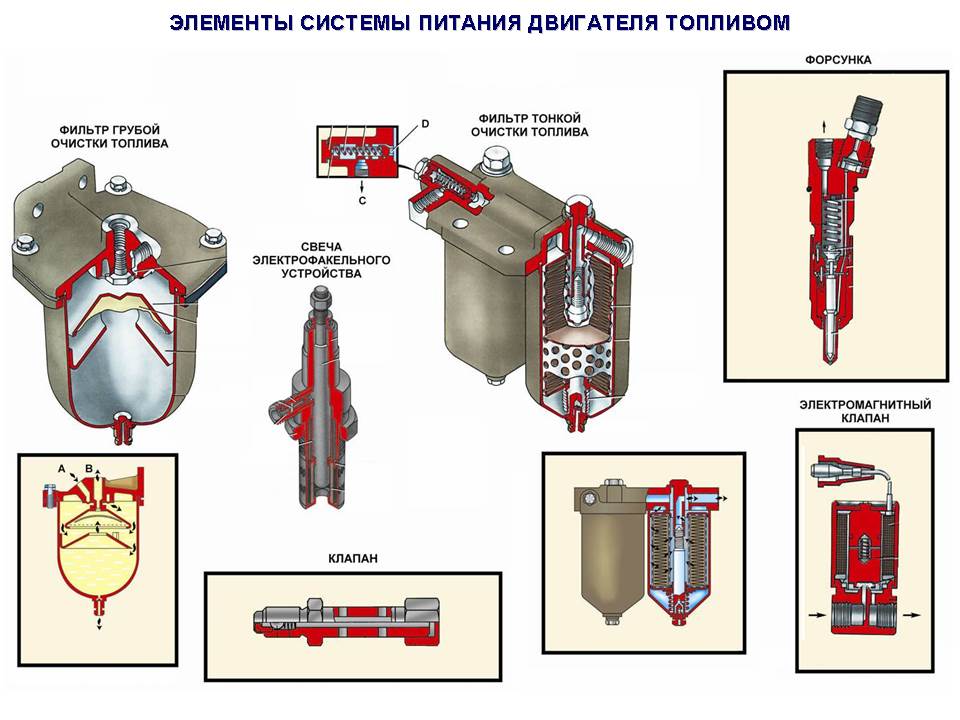 ЭЛЕМЕНТЫ СИСТЕМЫ ПИТАНИЯ ДВИГАТЕЛЯ ТОПЛИВОМ
ФОРСУНКА
ФИЛЬТР ГРУБОЙ
ОЧИСТКИ ТОПЛИВА
D
C
ФИЛЬТР ТОНКОЙ
ОЧИСТКИ ТОПЛИВА
СВЕЧА
ЭЛЕКТРОФАКЕЛЬНОГО
УСТРОЙСТВА
ЭЛЕКТРОМАГНИТНЫЙ
КЛАПАН
A
B
КЛАПАН